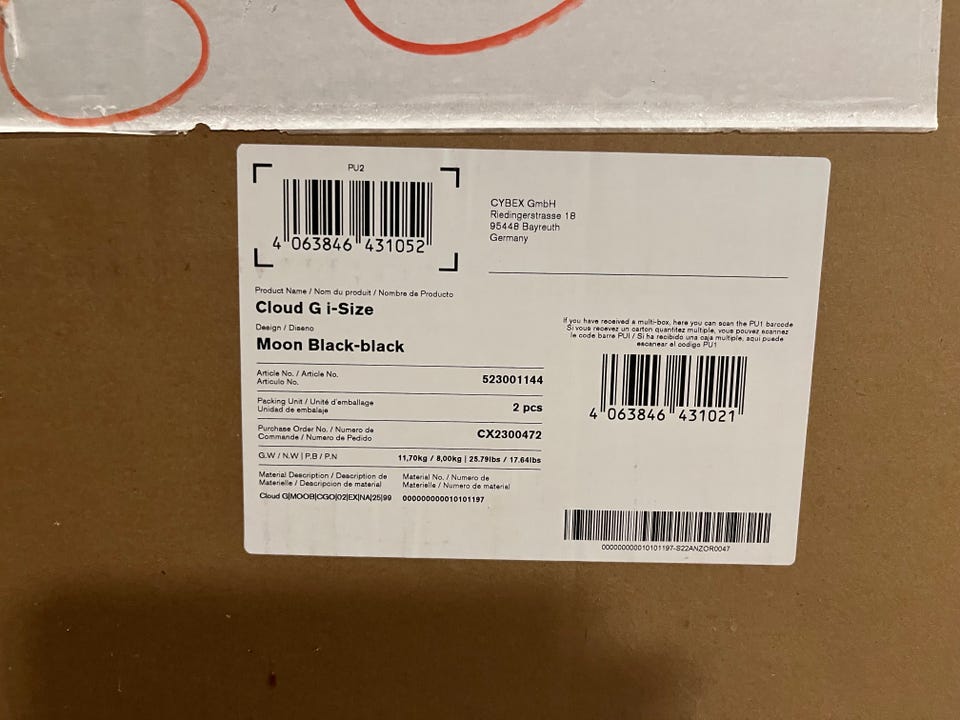 PU2
4 063846 431052
CYBEX GmbH
Riedingerstrasse 18
95448 Bayreuth
Germany
Product Name / Nom du produit / Nombre de Producto
Cloud G i-Size
Design / Diseno
Moon Black-black
Article No. / Article No.
Articulo No.
523001144
Packing Unit / Unité d'emballage
Unidad de embalaje
2 pcs
Purchase Order No. / Numero de
Commande / Numero de Pedido
CX2300472
G.W / N.W | P.B / P.N
11,70kg / 8,00kg | 25.79lbs / 17.64lbs
Material Description / Description de
Materielle / Descripcion de material
Cloud G|MOOB|CGO|02|EX|NA|25|99
Material No. / Numero de
Materielle / Numero de material
000000000010101197
If you have received a multi-box, here you can scan the PU1 barcode
Si vous recevez un carton quantitez multiple, vous pouvez scannez
le code barre PUI / Si ha recibido una caja multiple, aqui puede
escanear el codigo PU1
4 063846 431021
000000000010101197-S22ANZOR0047